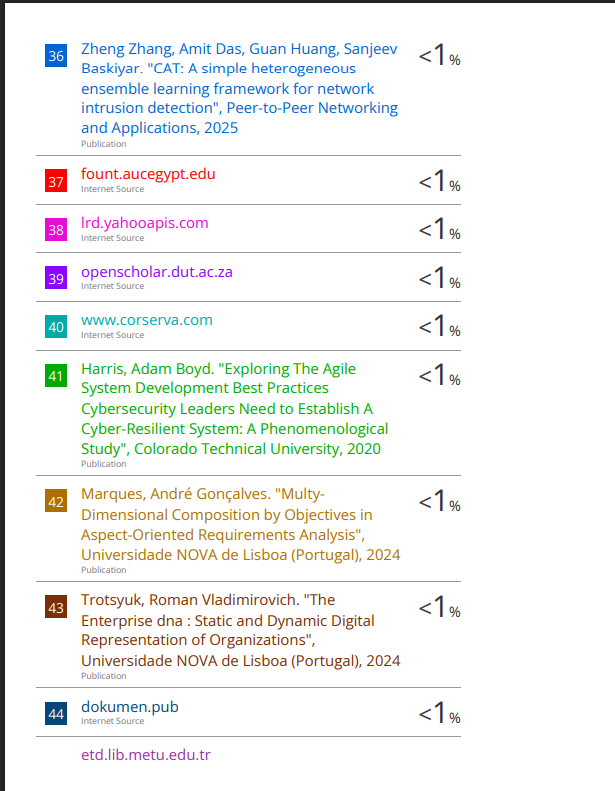 36 Zheng Zhang, Amit Das, Guan Huang, Sanjeev <1%
Baskiyar. "CAT: A simple heterogeneous
ensemble learning framework for network
intrusion detection", Peer-to-Peer Networking
and Applications, 2025
Publication
37 fount.aucegypt.edu <1%
Internet Source
38 lrd.yahooapis.com <1%
Internet Source
39 openscholar.dut.ac.za <1%
Internet Source
40 www.corserva.com <1%
Internet Source
41 Harris, Adam Boyd. "Exploring The Agile <1%
System Development Best Practices
Cybersecurity Leaders Need to Establish A
Cyber-Resilient System: A Phenomenological
Study", Colorado Technical University, 2020
Publication
42 Marques, André Gonçalves. "Multy- <1%
Dimensional Composition by Objectives in
Aspect-Oriented Requirements Analysis",
Universidade NOVA de Lisboa (Portugal), 2024
Publication
43 Trotsyuk, Roman Vladimirovich. "The <1%
Enterprise dna : Static and Dynamic Digital
Representation of Organizations",
Universidade NOVA de Lisboa (Portugal), 2024
Publication
44 dokumen.pub <1%
Internet Source
etd.lib.metu.edu.tr